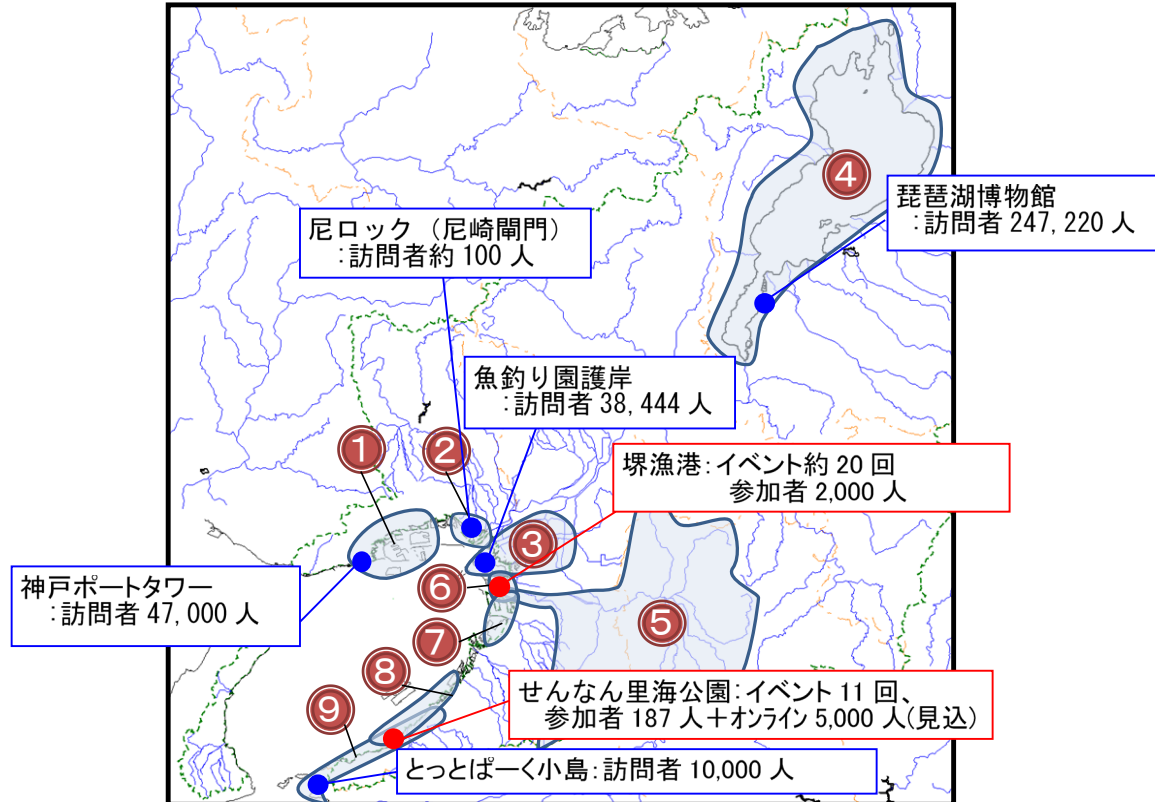 ④
琵琶湖博物館
:訪問者 247,220 人
尼ロック (尼崎閘門)
:訪問者約 100 人
魚釣り園護岸
:訪問者 38,444 人
①
②
堺漁港:イベント約 20 回
参加者 2,000 人
③
神戸ポートタワー
:訪問者 47,000 人
⑥
⑤
⑦
⑧
せんなん里海公園:イベント 11 回、
参加者 187 人+オンライン 5,000 人(見込)
⑨
とっとぱーく小島:訪問者 10,000 人